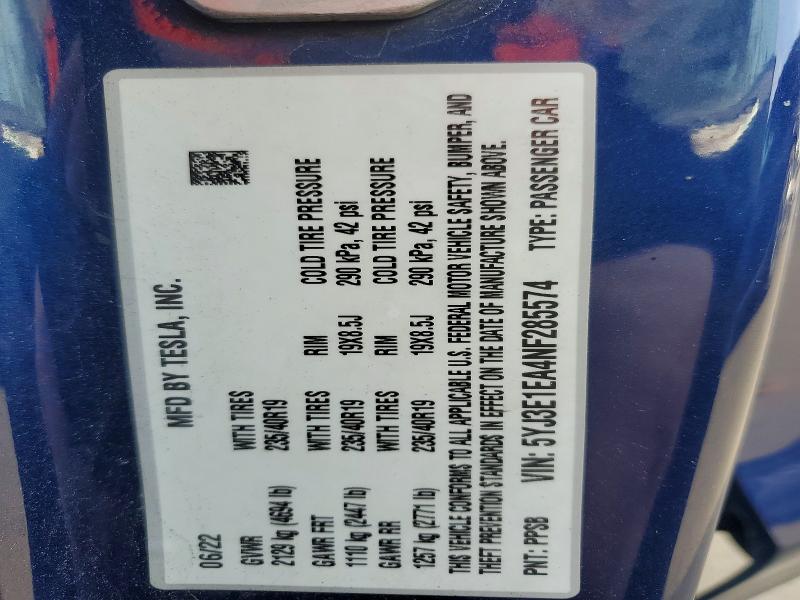 MFD BY TESLA, INC.
06/22
GVWR WITH TIRES
2129 kg (4694 lb) 235/40R19
GAWR FRT WITH TIRES RIM COLD TIRE PRESSURE
1110 kg (2447 lb) 235/40R19 19X8.5J 290 kPa, 42 psi
GAWR RR WITH TIRES RIM COLD TIRE PRESSURE
1257 kg (2771 lb) 235/40R19 19X8.5J 290 kPa, 42 psi
THIS VEHICLE CONFORMS TO ALL APPLICABLE U.S. FEDERAL MOTOR VEHICLE SAFETY, BUMPER, AND
THEFT PREVENTION STANDARDS IN EFFECT ON THE DATE OF MANUFACTURE SHOWN ABOVE.
PNT: PPSB VIN: 5YJ3E1EA4NF285574 TYPE: PASSENGER CAR